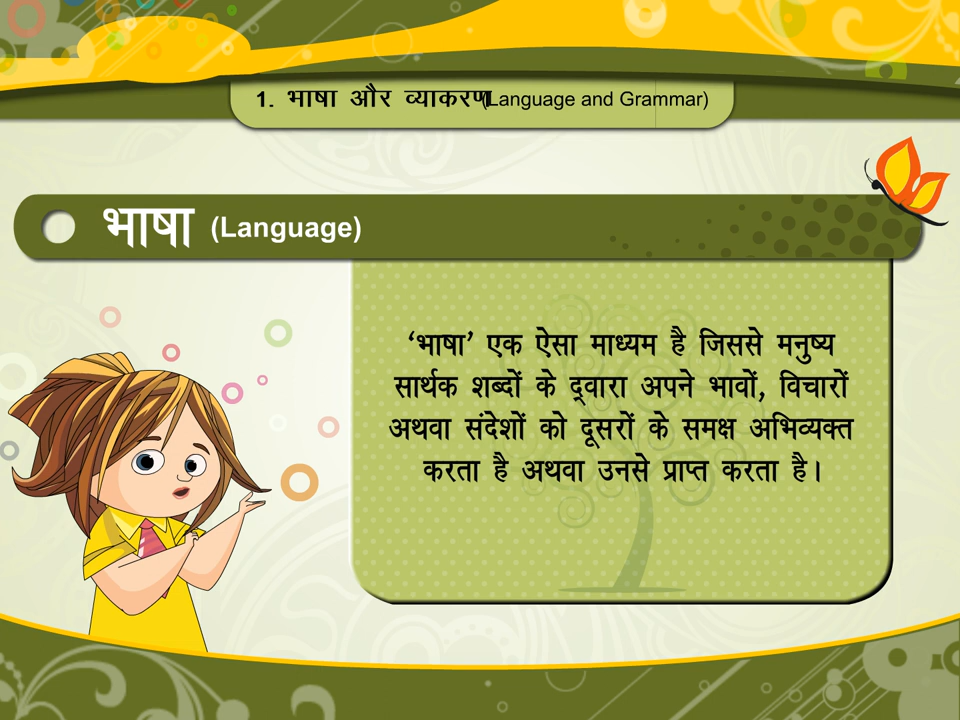 1. भाषा और व्याकरण (Language and Grammar)
भाषा (Language)
‘भाषा’ एक ऐसा माध्यम है जिससे मनुष्य
सार्थक शब्दों के द्वारा अपने भावों, विचारों
अथवा संदेशों को दूसरों के समक्ष अभिव्यक्त
करता है अथवा उनसे प्राप्त करता है।